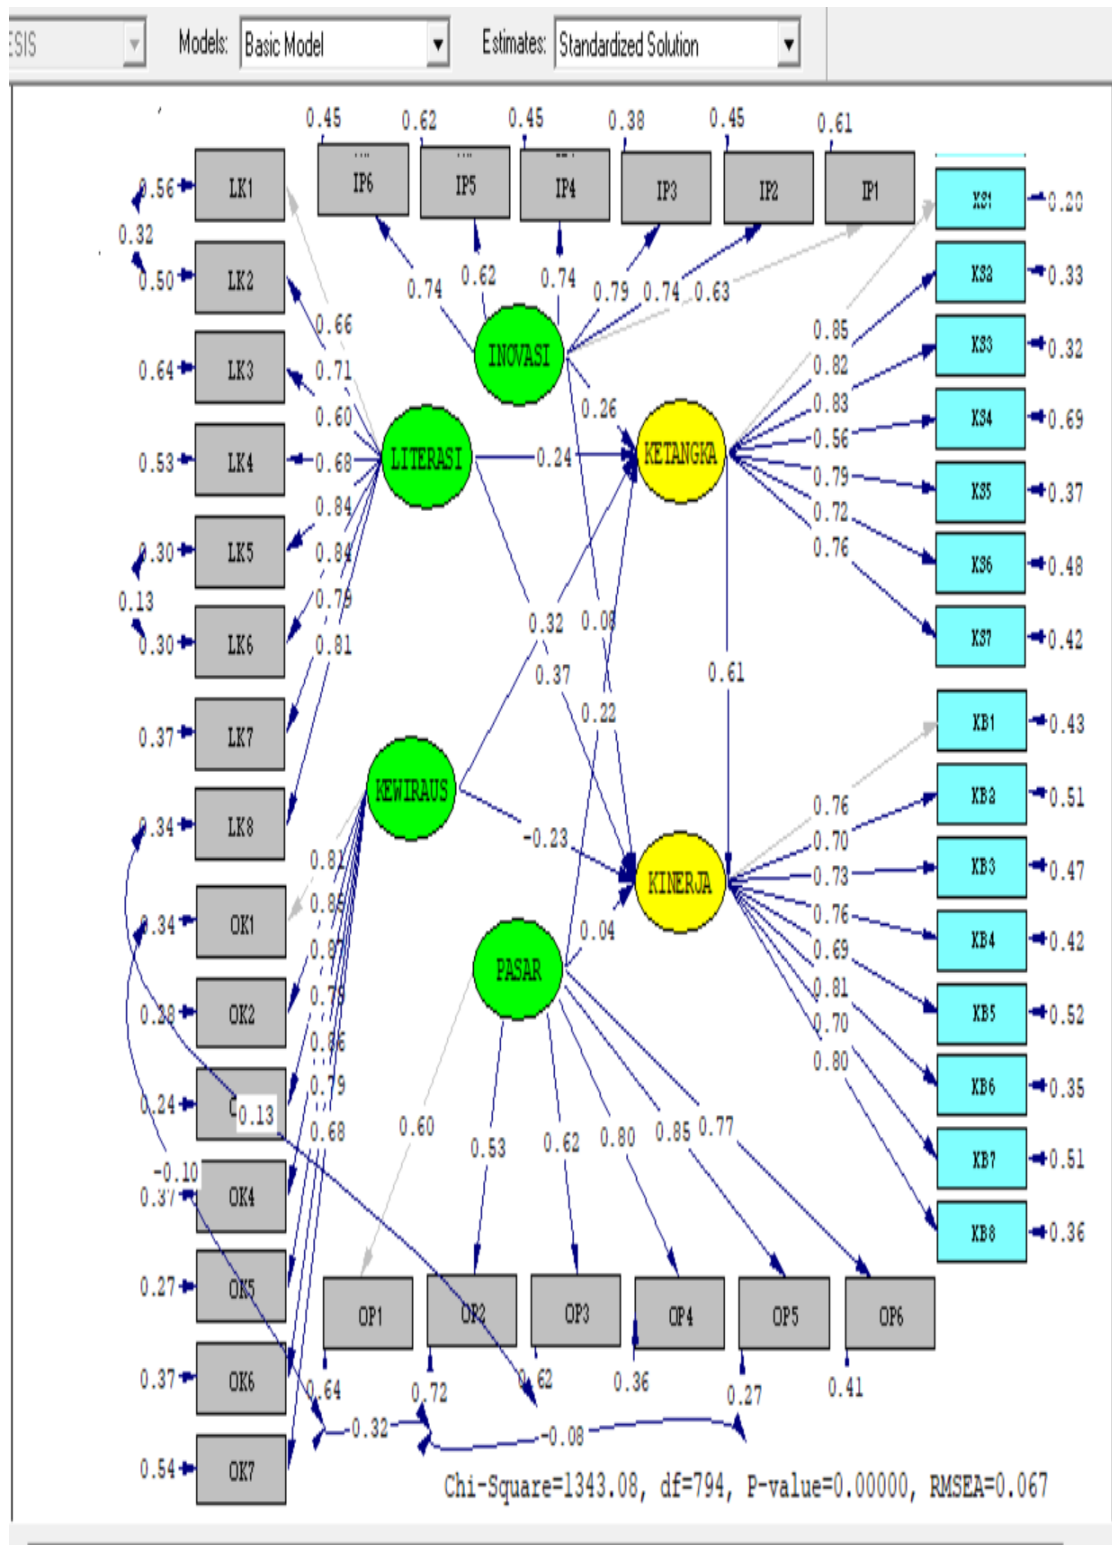 ESIS Models: Basic Model Estimates: Standardized Solution
0.45 0.62 0.45 0.38 0.45 0.61
IP6 IP5 IP4 IP3 IP2 IP1
0.56 LK1
0.32
0.50 LK2
0.64 LK3
0.53 LK4
0.30 LK5
0.13
0.30 LK6
0.37 LK7
0.34 LK8
0.34 OK1
0.28 OK2
0.24
0.13
-0.10
0.37 OK4
0.27 OK5
0.37 OK6
0.54 OK7
0.74 0.62 0.74 0.79 0.74 0.63
INOVASI
0.66
0.71
0.60
0.68
0.84
0.84
0.79
0.81
LITERASI
0.26
0.24
KETANGKA
0.32 0.08
0.37
0.22
0.61
KEWIRAUS
-0.23
0.04
KINERJA
PASAR
0.81
0.85
0.87
0.79
0.86
0.79
0.68
0.60 0.53 0.62 0.80 0.85 0.77
OP1 OP2 OP3 OP4 OP5 OP6
0.64 0.72 0.62 0.36 0.27 0.41
0.32
-0.08
0.85
0.82
0.83
0.56
0.79
0.72
0.76
XS1 0.20
XS2 0.33
XS3 0.32
XS4 0.69
XS5 0.37
XS6 0.48
XS7 0.42
0.76
0.70
0.73
0.76
0.69
0.81
0.70
0.80
XB1 0.43
XB2 0.51
XB3 0.47
XB4 0.42
XB5 0.52
XB6 0.35
XB7 0.51
XB8 0.36
Chi-Square=1343.08, df=794, P-value=0.00000, RMSEA=0.067